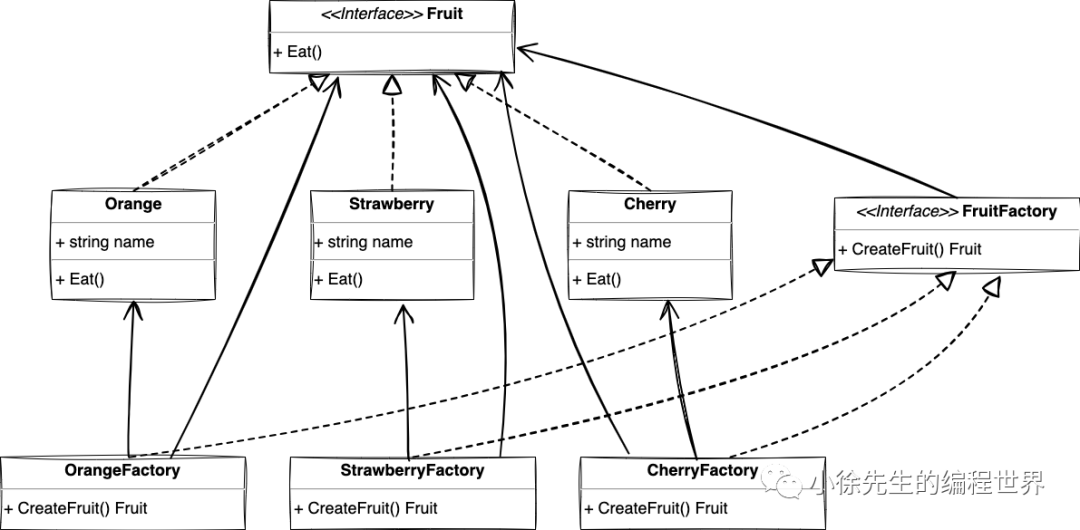 <<Interface>> Fruit
+ Eat()
Orange
+ string name
+ Eat()
Strawberry
+ string name
+ Eat()
Cherry
+ string name
+ Eat()
<<Interface>> FruitFactory
+ CreateFruit() Fruit
OrangeFactory
+ CreateFruit() Fruit
StrawberryFactory
+ CreateFruit() Fruit
CherryFactory
+ CreateFruit() Fruit
小徐先生的编程世界